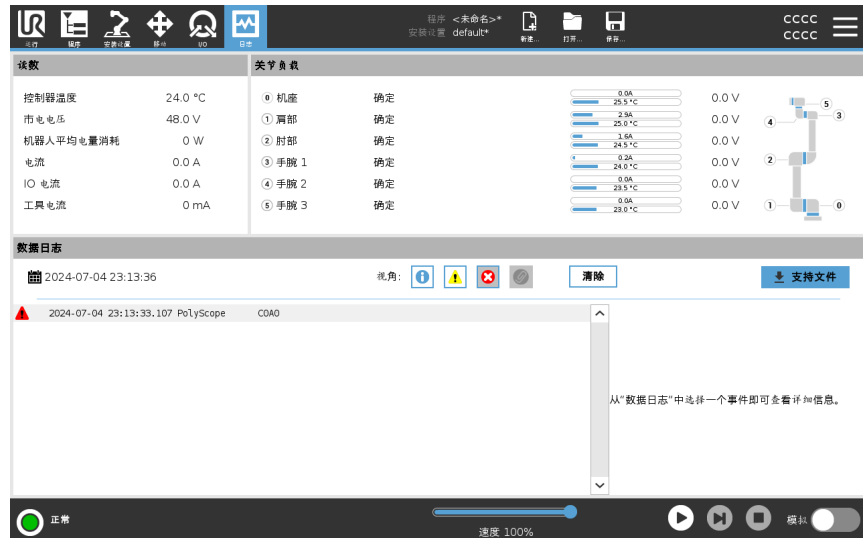 程序 <未命名>*
安装设置 default*
运行 程序 安装设置 移动 I/O 日志
新建... 打开... 保存...
CCCC
CCCC
读数
关节负载
控制器温度 24.0 °C
市电电压 48.0 V
机器人平均电量消耗 0 W
电流 0.0 A
IO 电流 0.0 A
工具电流 0 mA
0 机座 确定 0.0A 25.5 °C 0.0 V
1 肩部 确定 2.9A 25.0 °C 0.0 V
2 肘部 确定 1.6A 24.5 °C 0.0 V
3 手腕 1 确定 0.2A 24.0 °C 0.0 V
4 手腕 2 确定 0.0A 23.5 °C 0.0 V
5 手腕 3 确定 0.0A 23.0 °C 0.0 V
5
4 3
2
1 0
数据日志
2024-07-04 23:13:36 视角: 清除 支持文件
2024-07-04 23:13:33.107 PolyScope C0A0
从"数据日志"中选择一个事件即可查看详细信息。
正常
速度 100%
模拟